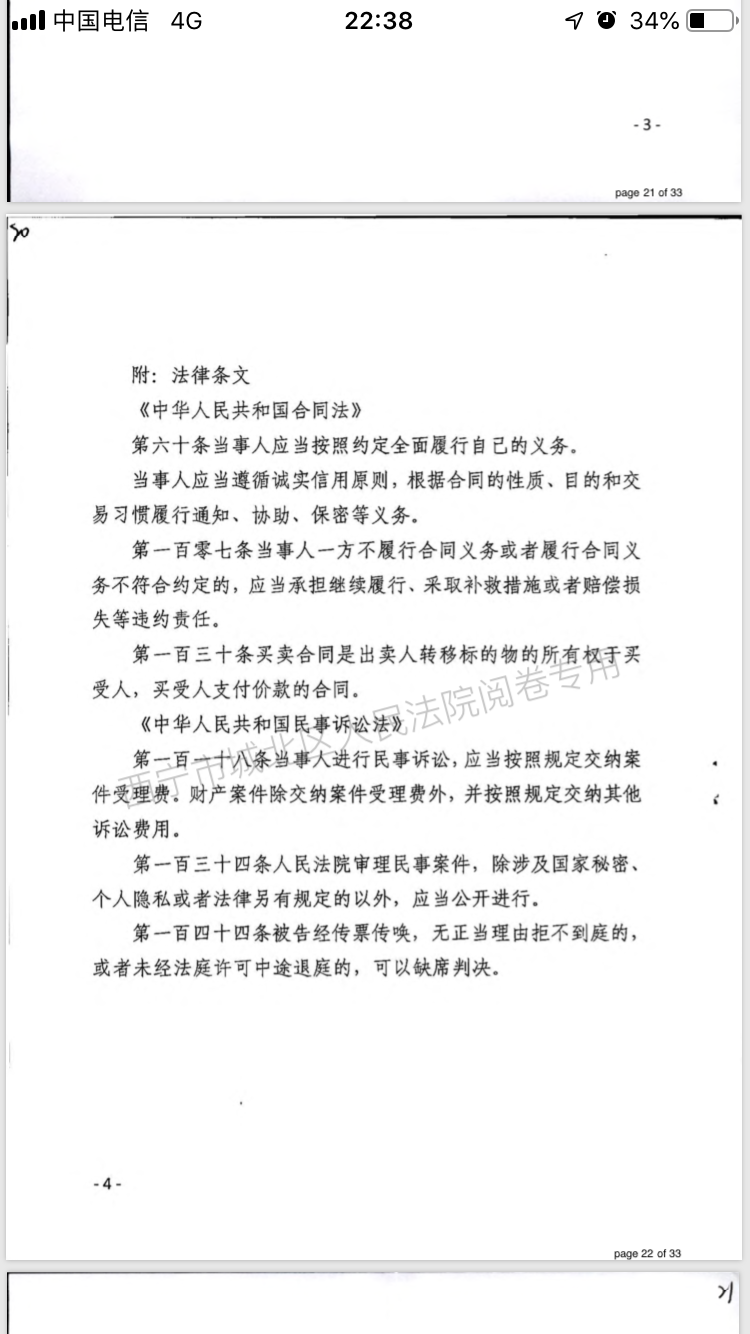 中国电信 4G 22:38 34%
-3-
page 21 of 33
20
附：法律条文
《中华人民共和国合同法》
第六十条当事人应当按照约定全面履行自己的义务。
当事人应当遵循诚实信用原则，根据合同的性质、目的和交
易习惯履行通知、协助、保密等义务。
第一百零七条当事人一方不履行合同义务或者履行合同义
务不符合约定的，应当承担继续履行、采取补救措施或者赔偿损
失等违约责任。
第一百三十条买卖合同是出卖人转移标的物的所有权于买
受人，买受人支付价款的合同。
《中华人民共和国民事诉讼法》
第一百一十八条当事人进行民事诉讼，应当按照规定交纳案
件受理费。财产案件除交纳案件受理费外，并按照规定交纳其他
诉讼费用。
第一百三十四条人民法院审理民事案件，除涉及国家秘密、
个人隐私或者法律另有规定的以外，应当公开进行。
第一百四十四条被告经传票传唤，无正当理由拒不到庭的，
或者未经法庭许可中途退庭的，可以缺席判决。
西宁市城北区人民法院阅卷专用
-4-
page 22 of 33
21